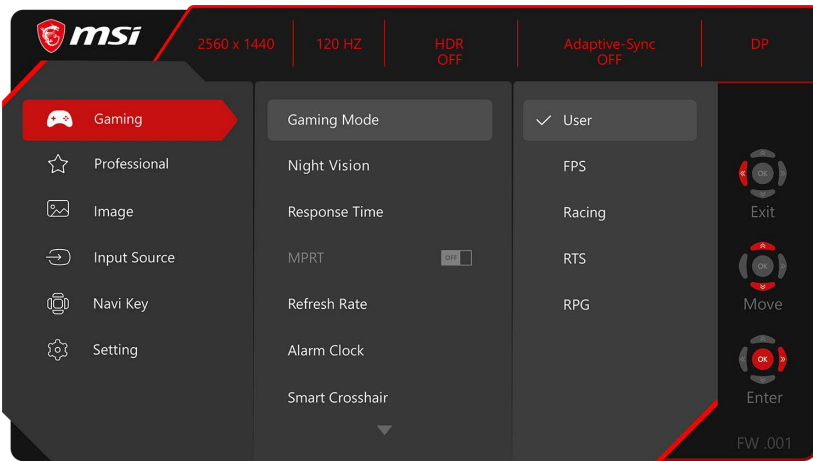 msi
2560 x 1440
120 HZ
HDR
OFF
Adaptive-Sync
OFF
DP
Gaming
Professional
Image
Input Source
Navi Key
Setting
Gaming Mode
Night Vision
Response Time
MPRT
OFF
Refresh Rate
Alarm Clock
Smart Crosshair
User
FPS
Racing
RTS
RPG
OK
Exit
OK
Move
OK
Enter
FW .001